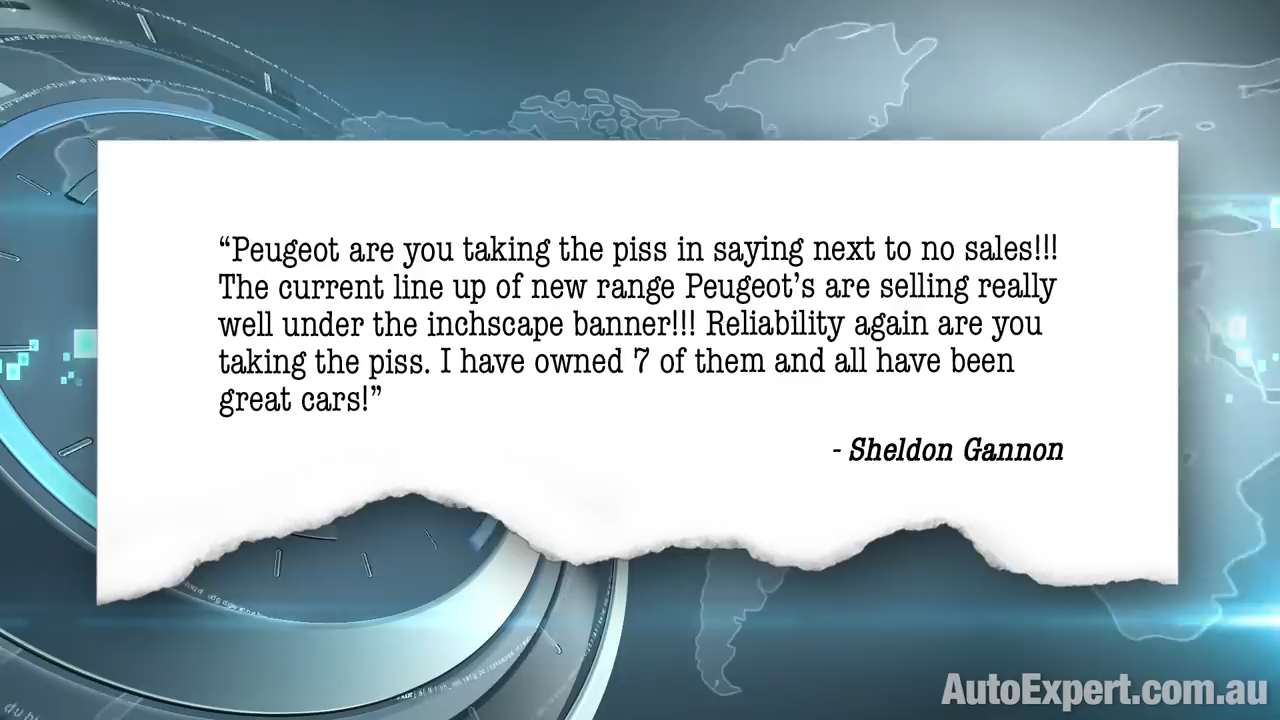 “Peugeot are you taking the piss in saying next to no sales!!!
The current line up of new range Peugeot’s are selling really
well under the inchscape banner!!! Reliability again are you
taking the piss. I have owned 7 of them and all have been
great cars!”
- Sheldon Gannon
AutoExpert.com.au